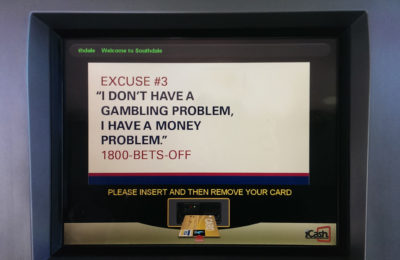 thdale Welcome to Southdale
EXCUSE #3
"I DON'T HAVE A
GAMBLING PROBLEM,
I HAVE A MONEY
PROBLEM."
1800-BETS-OFF
PLEASE INSERT AND THEN REMOVE YOUR CARD
iCash